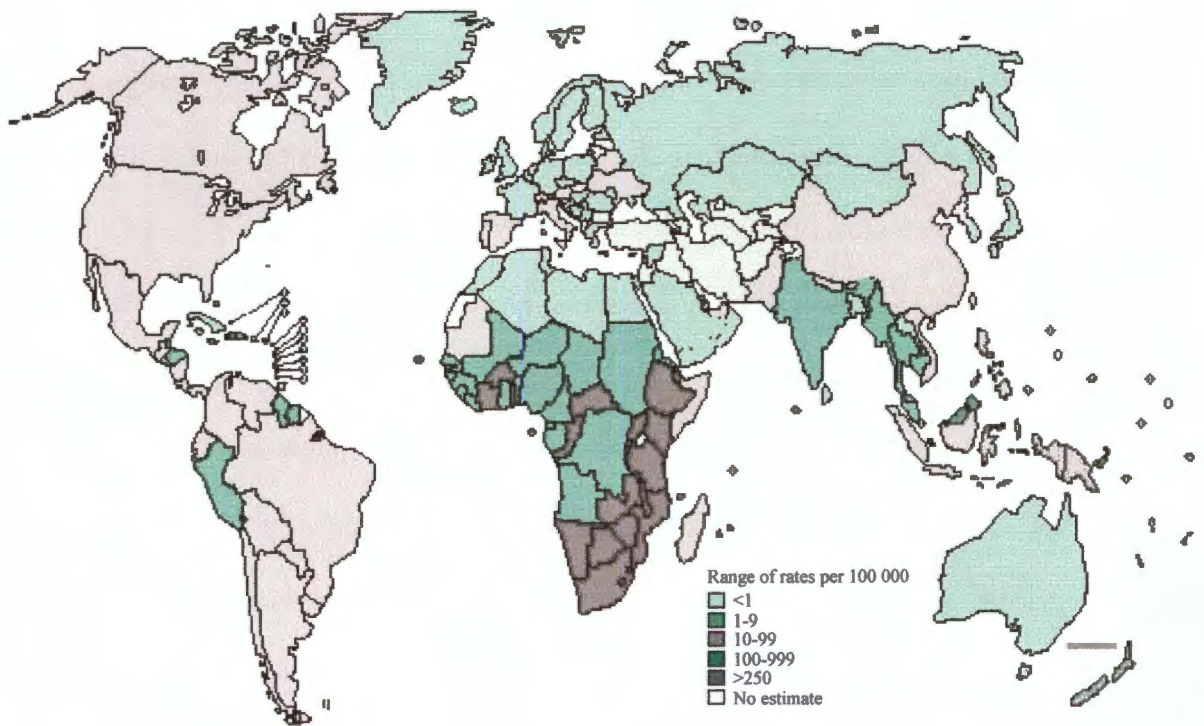 Range of rates per 100 000
<1
1-9
10-99
100-999
>250
No estimate